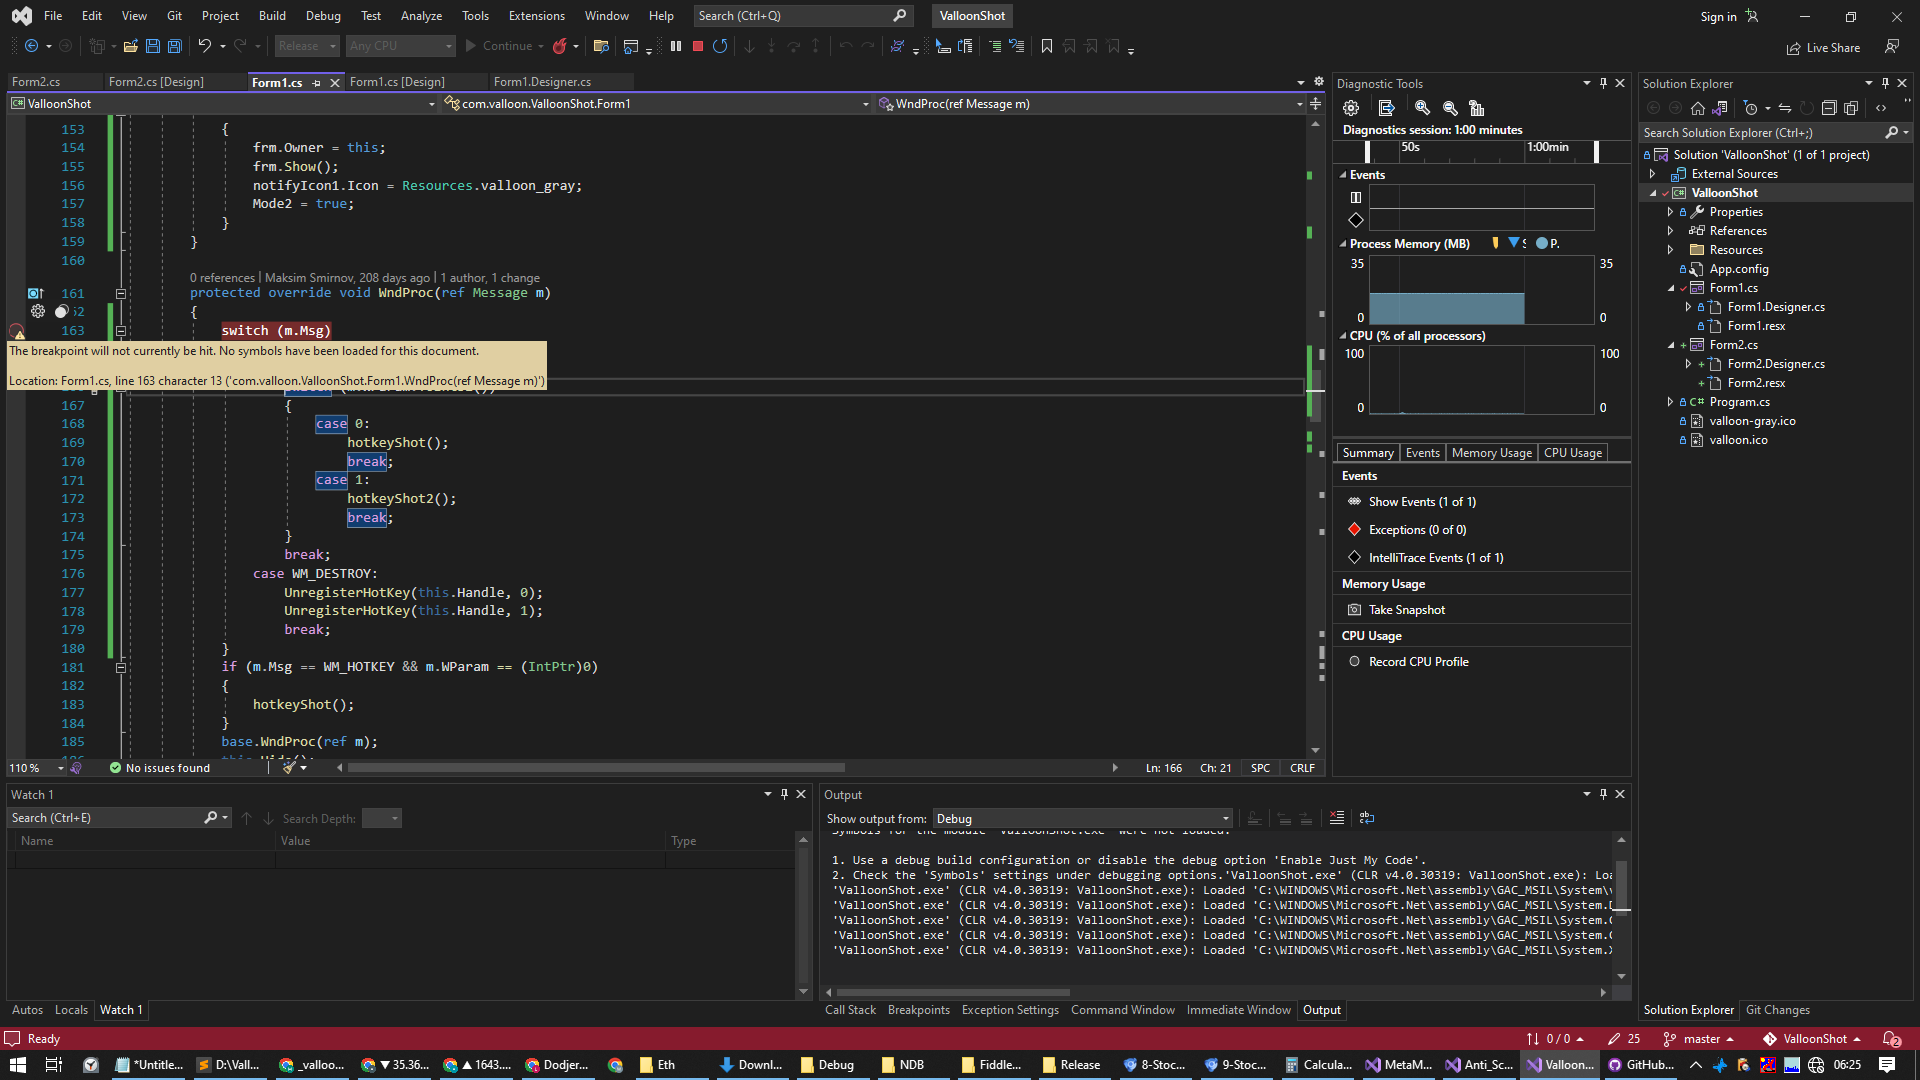 File Edit View Git Project Build Debug Test Analyze Tools Extensions Window Help Search (Ctrl+Q) ValloonShot Sign in
Release Any CPU Continue Live Share
Form2.cs Form2.cs [Design] Form1.cs Form1.cs [Design] Form1.Designer.cs
ValloonShot com.valloon.ValloonShot.Form1 WndProc(ref Message m)
153 {
154 frm.Owner = this;
155 frm.Show();
156 notifyIcon1.Icon = Resources.valloon_gray;
157 Mode2 = true;
158 }
159 }
160
0 references | Maksim Smirnov, 208 days ago | 1 author, 1 change
161 protected override void WndProc(ref Message m)
{
163 switch (m.Msg)
The breakpoint will not currently be hit. No symbols have been loaded for this document.
Location: Form1.cs, line 163 character 13 ('com.valloon.ValloonShot.Form1.WndProc(ref Message m)')
167 {
168 case 0:
169 hotkeyShot();
170 break;
171 case 1:
172 hotkeyShot2();
173 break;
174 }
175 break;
176 case WM_DESTROY:
177 UnregisterHotKey(this.Handle, 0);
178 UnregisterHotKey(this.Handle, 1);
179 break;
180 }
181 if (m.Msg == WM_HOTKEY && m.WParam == (IntPtr)0)
182 {
183 hotkeyShot();
184 }
185 base.WndProc(ref m);
110 % No issues found Ln: 166 Ch: 21 SPC CRLF
Diagnostic Tools
Diagnostics session: 1:00 minutes
50s 1:00min
Events
Process Memory (MB) P.
35 35
0 0
CPU (% of all processors)
100 100
0 0
Summary Events Memory Usage CPU Usage
Events
Show Events (1 of 1)
Exceptions (0 of 0)
IntelliTrace Events (1 of 1)
Memory Usage
Take Snapshot
CPU Usage
Record CPU Profile
Solution Explorer
Search Solution Explorer (Ctrl+;)
Solution 'ValloonShot' (1 of 1 project)
External Sources
ValloonShot
Properties
References
Resources
App.config
Form1.cs
Form1.Designer.cs
Form1.resx
Form2.cs
Form2.Designer.cs
Form2.resx
Program.cs
valloon-gray.ico
valloon.ico
Watch 1
Search (Ctrl+E) Search Depth:
Name Value Type
Autos Locals Watch 1
Output
Show output from: Debug
1. Use a debug build configuration or disable the debug option 'Enable Just My Code'.
2. Check the 'Symbols' settings under debugging options.'ValloonShot.exe' (CLR v4.0.30319: ValloonShot.exe): Loa
'ValloonShot.exe' (CLR v4.0.30319: ValloonShot.exe): Loaded 'C:\WINDOWS\Microsoft.Net\assembly\GAC_MSIL\System\
'ValloonShot.exe' (CLR v4.0.30319: ValloonShot.exe): Loaded 'C:\WINDOWS\Microsoft.Net\assembly\GAC_MSIL\System.D
'ValloonShot.exe' (CLR v4.0.30319: ValloonShot.exe): Loaded 'C:\WINDOWS\Microsoft.Net\assembly\GAC_MSIL\System.C
'ValloonShot.exe' (CLR v4.0.30319: ValloonShot.exe): Loaded 'C:\WINDOWS\Microsoft.Net\assembly\GAC_MSIL\System.C
'ValloonShot.exe' (CLR v4.0.30319: ValloonShot.exe): Loaded 'C:\WINDOWS\Microsoft.Net\assembly\GAC_MSIL\System.X
Call Stack Breakpoints Exception Settings Command Window Immediate Window Output
Solution Explorer Git Changes
Ready 0 / 0 25 master ValloonShot 2
*Untitle... D:\Vall... _valloo... ▼ 35.36... ▲ 1643.... Dodjer... Eth Downl... Debug NDB Fiddle... Release 8-Stoc... 9-Stoc... Calcula... MetaM... Anti_Sc... Valloon... GitHub... 06:25